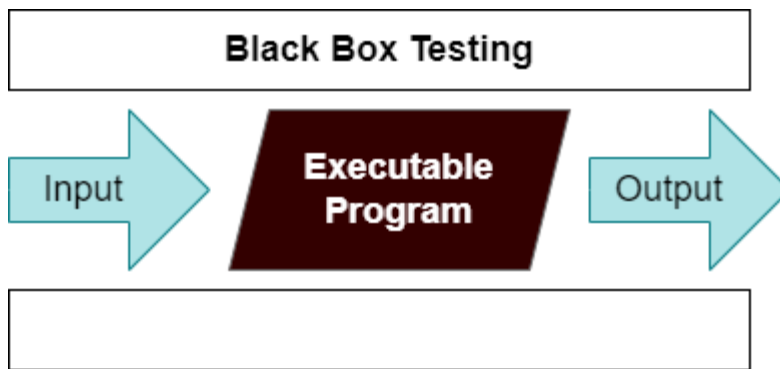 Black Box Testing
Input
Executable
Program
Output